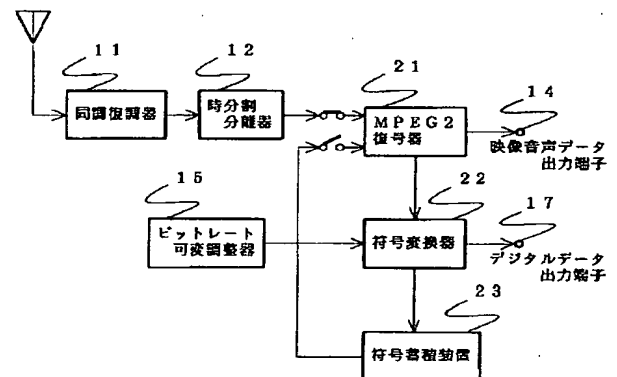 11
12
21
14
同調復調器
時分割
分離器
MPEG2
復号器
映像音声データ
出力端子
15
22
17
ビットレート
可変調整器
符号変換器
デジタルデータ
出力端子
23
符号蓄積装置